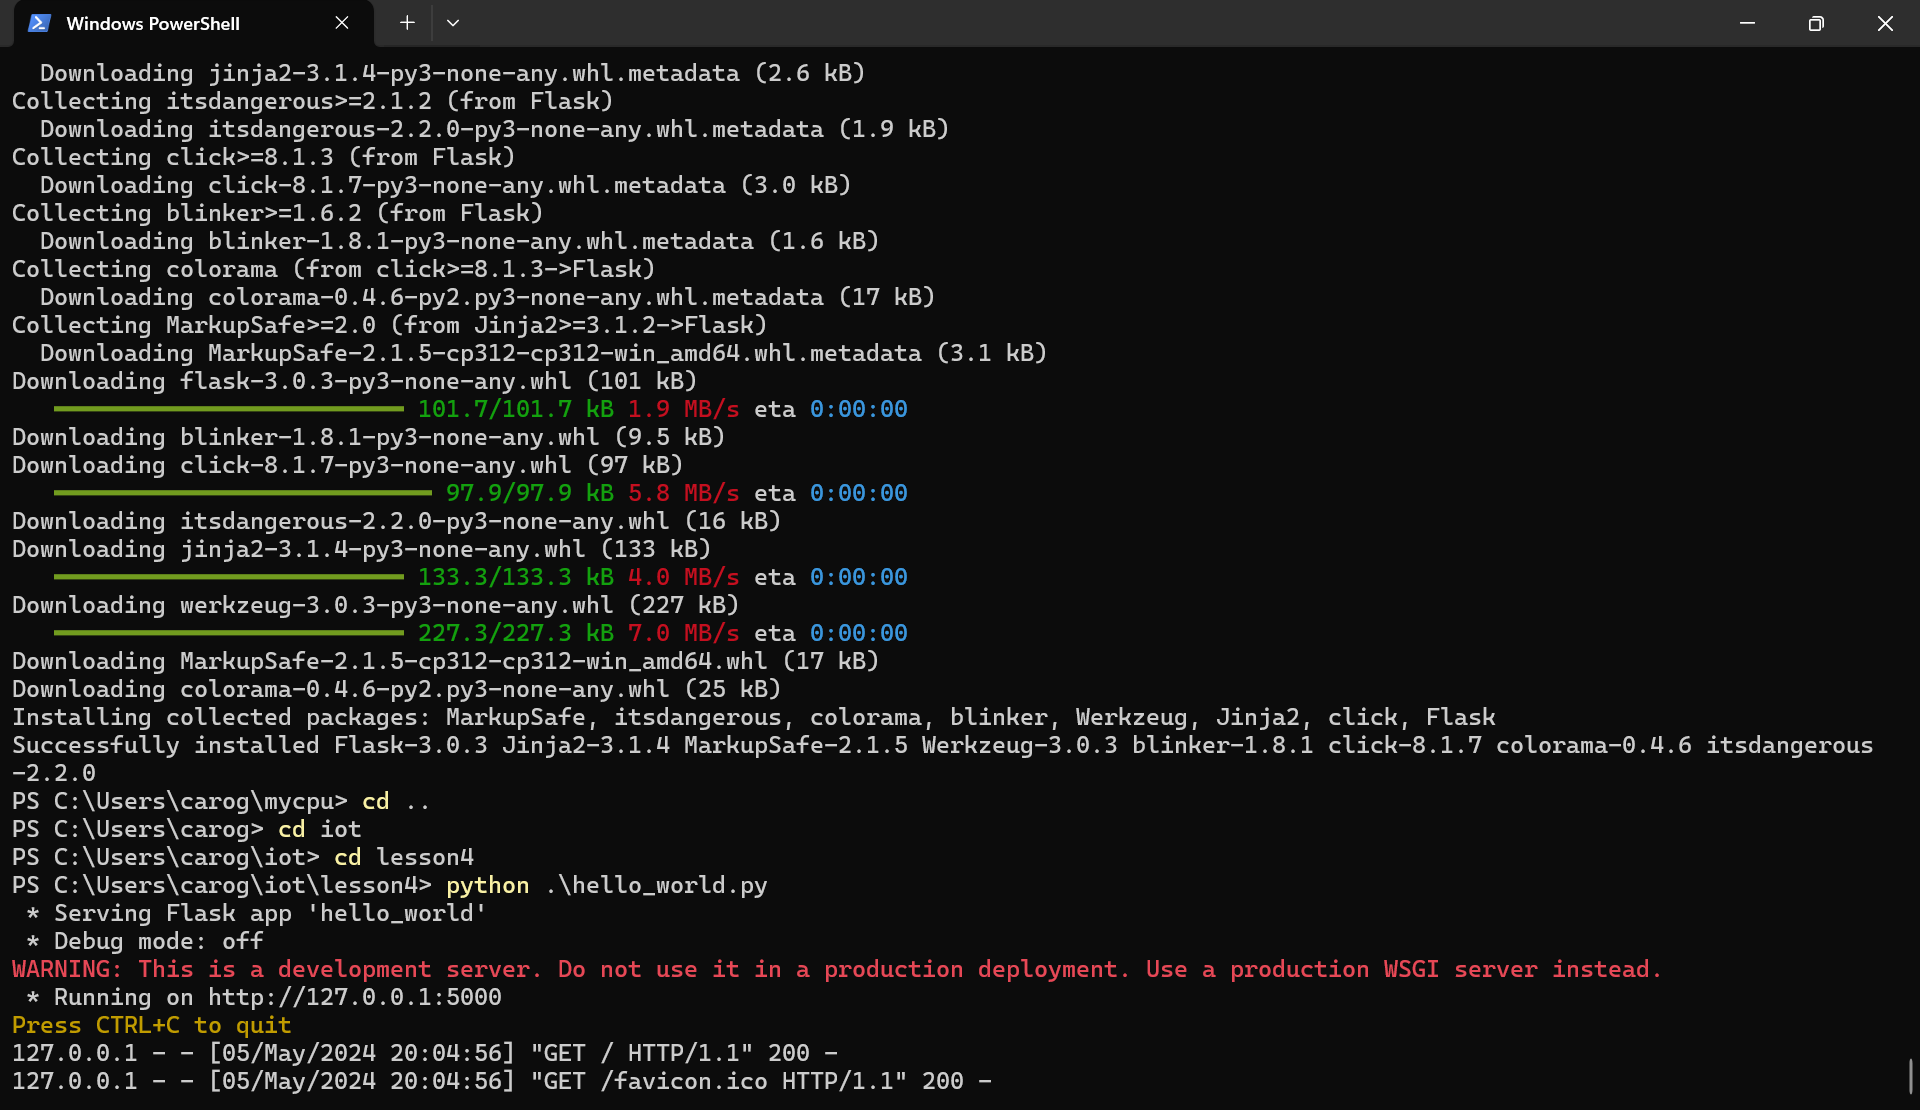 Windows PowerShell
Downloading jinja2-3.1.4-py3-none-any.whl.metadata (2.6 kB)
Collecting itsdangerous>=2.1.2 (from Flask)
Downloading itsdangerous-2.2.0-py3-none-any.whl.metadata (1.9 kB)
Collecting click>=8.1.3 (from Flask)
Downloading click-8.1.7-py3-none-any.whl.metadata (3.0 kB)
Collecting blinker>=1.6.2 (from Flask)
Downloading blinker-1.8.1-py3-none-any.whl.metadata (1.6 kB)
Collecting colorama (from click>=8.1.3->Flask)
Downloading colorama-0.4.6-py2.py3-none-any.whl.metadata (17 kB)
Collecting MarkupSafe>=2.0 (from Jinja2>=3.1.2->Flask)
Downloading MarkupSafe-2.1.5-cp312-cp312-win_amd64.whl.metadata (3.1 kB)
Downloading flask-3.0.3-py3-none-any.whl (101 kB)
101.7/101.7 kB 1.9 MB/s eta 0:00:00
Downloading blinker-1.8.1-py3-none-any.whl (9.5 kB)
Downloading click-8.1.7-py3-none-any.whl (97 kB)
97.9/97.9 kB 5.8 MB/s eta 0:00:00
Downloading itsdangerous-2.2.0-py3-none-any.whl (16 kB)
Downloading jinja2-3.1.4-py3-none-any.whl (133 kB)
133.3/133.3 kB 4.0 MB/s eta 0:00:00
Downloading werkzeug-3.0.3-py3-none-any.whl (227 kB)
227.3/227.3 kB 7.0 MB/s eta 0:00:00
Downloading MarkupSafe-2.1.5-cp312-cp312-win_amd64.whl (17 kB)
Downloading colorama-0.4.6-py2.py3-none-any.whl (25 kB)
Installing collected packages: MarkupSafe, itsdangerous, colorama, blinker, Werkzeug, Jinja2, click, Flask
Successfully installed Flask-3.0.3 Jinja2-3.1.4 MarkupSafe-2.1.5 Werkzeug-3.0.3 blinker-1.8.1 click-8.1.7 colorama-0.4.6 itsdangerous
-2.2.0
PS C:\Users\carog\mycpu> cd ..
PS C:\Users\carog> cd iot
PS C:\Users\carog\iot> cd lesson4
PS C:\Users\carog\iot\lesson4> python .\hello_world.py
* Serving Flask app 'hello_world'
* Debug mode: off
WARNING: This is a development server. Do not use it in a production deployment. Use a production WSGI server instead.
* Running on http://127.0.0.1:5000
Press CTRL+C to quit
127.0.0.1 - - [05/May/2024 20:04:56] "GET / HTTP/1.1" 200 -
127.0.0.1 - - [05/May/2024 20:04:56] "GET /favicon.ico HTTP/1.1" 200 -